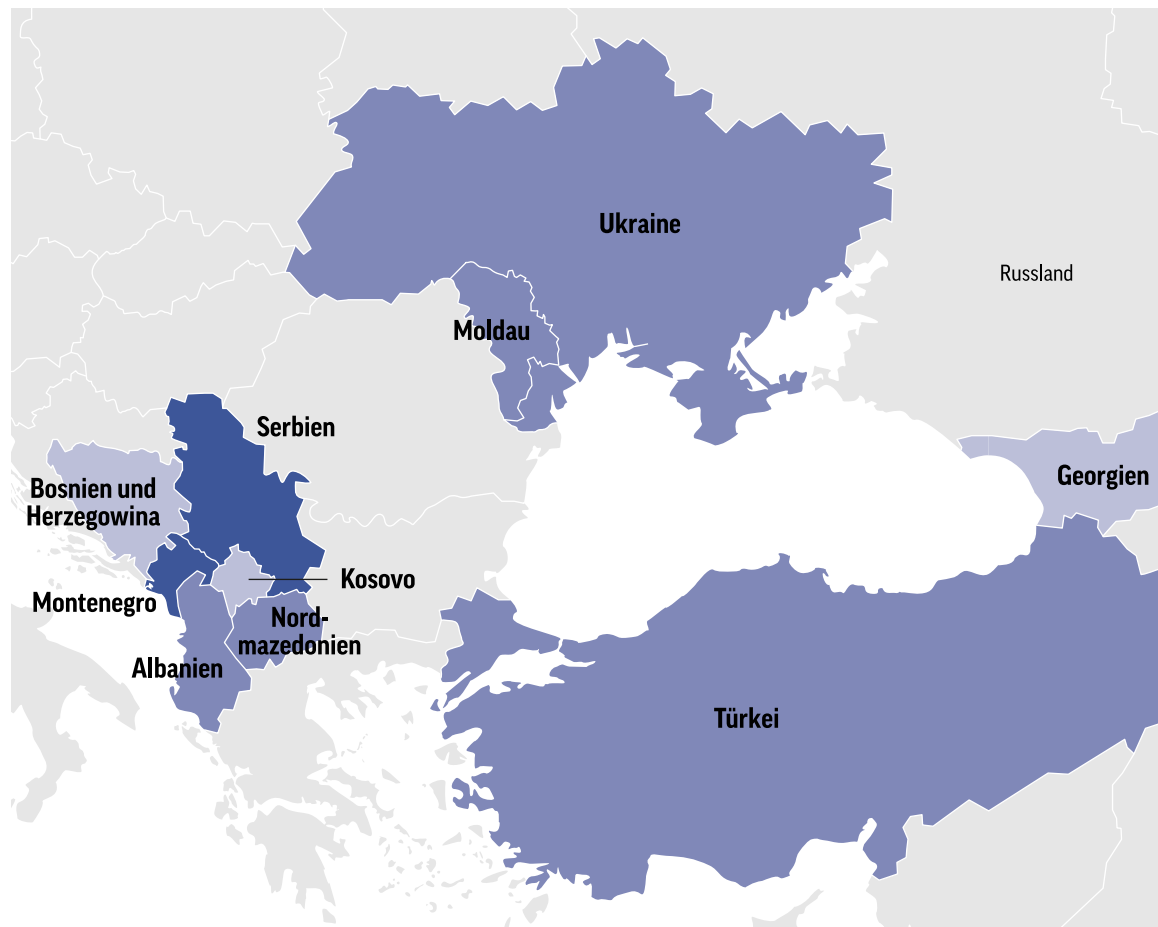 Ukraine
Russland
Moldau
Serbien
Georgien
Bosnien und
Herzegowina
Kosovo
Montenegro
Nord-
mazedonien
Albanien
Türkei